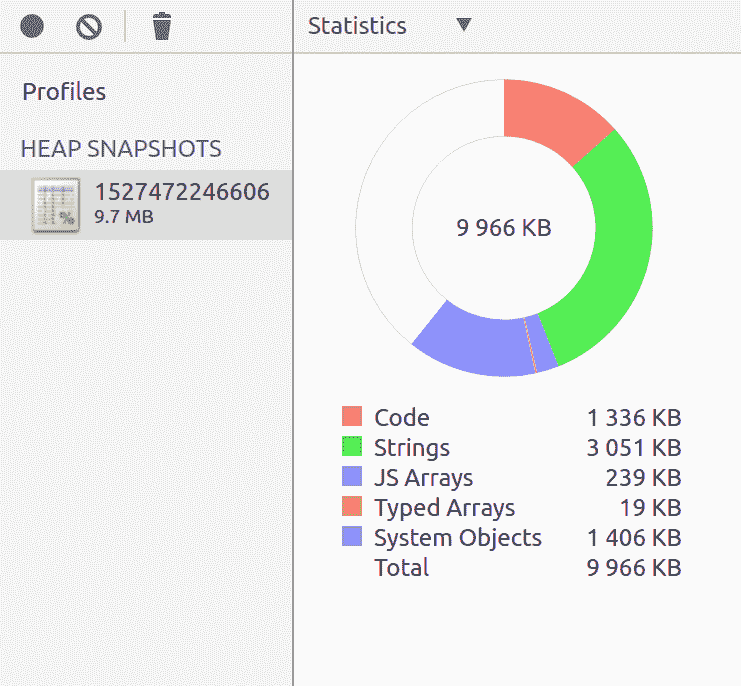 Statistics
Profiles
HEAP SNAPSHOTS
1527472246606
9.7 MB
9 966 KB
Code 1 336 KB
Strings 3 051 KB
JS Arrays 239 KB
Typed Arrays 19 KB
System Objects 1 406 KB
Total 9 966 KB